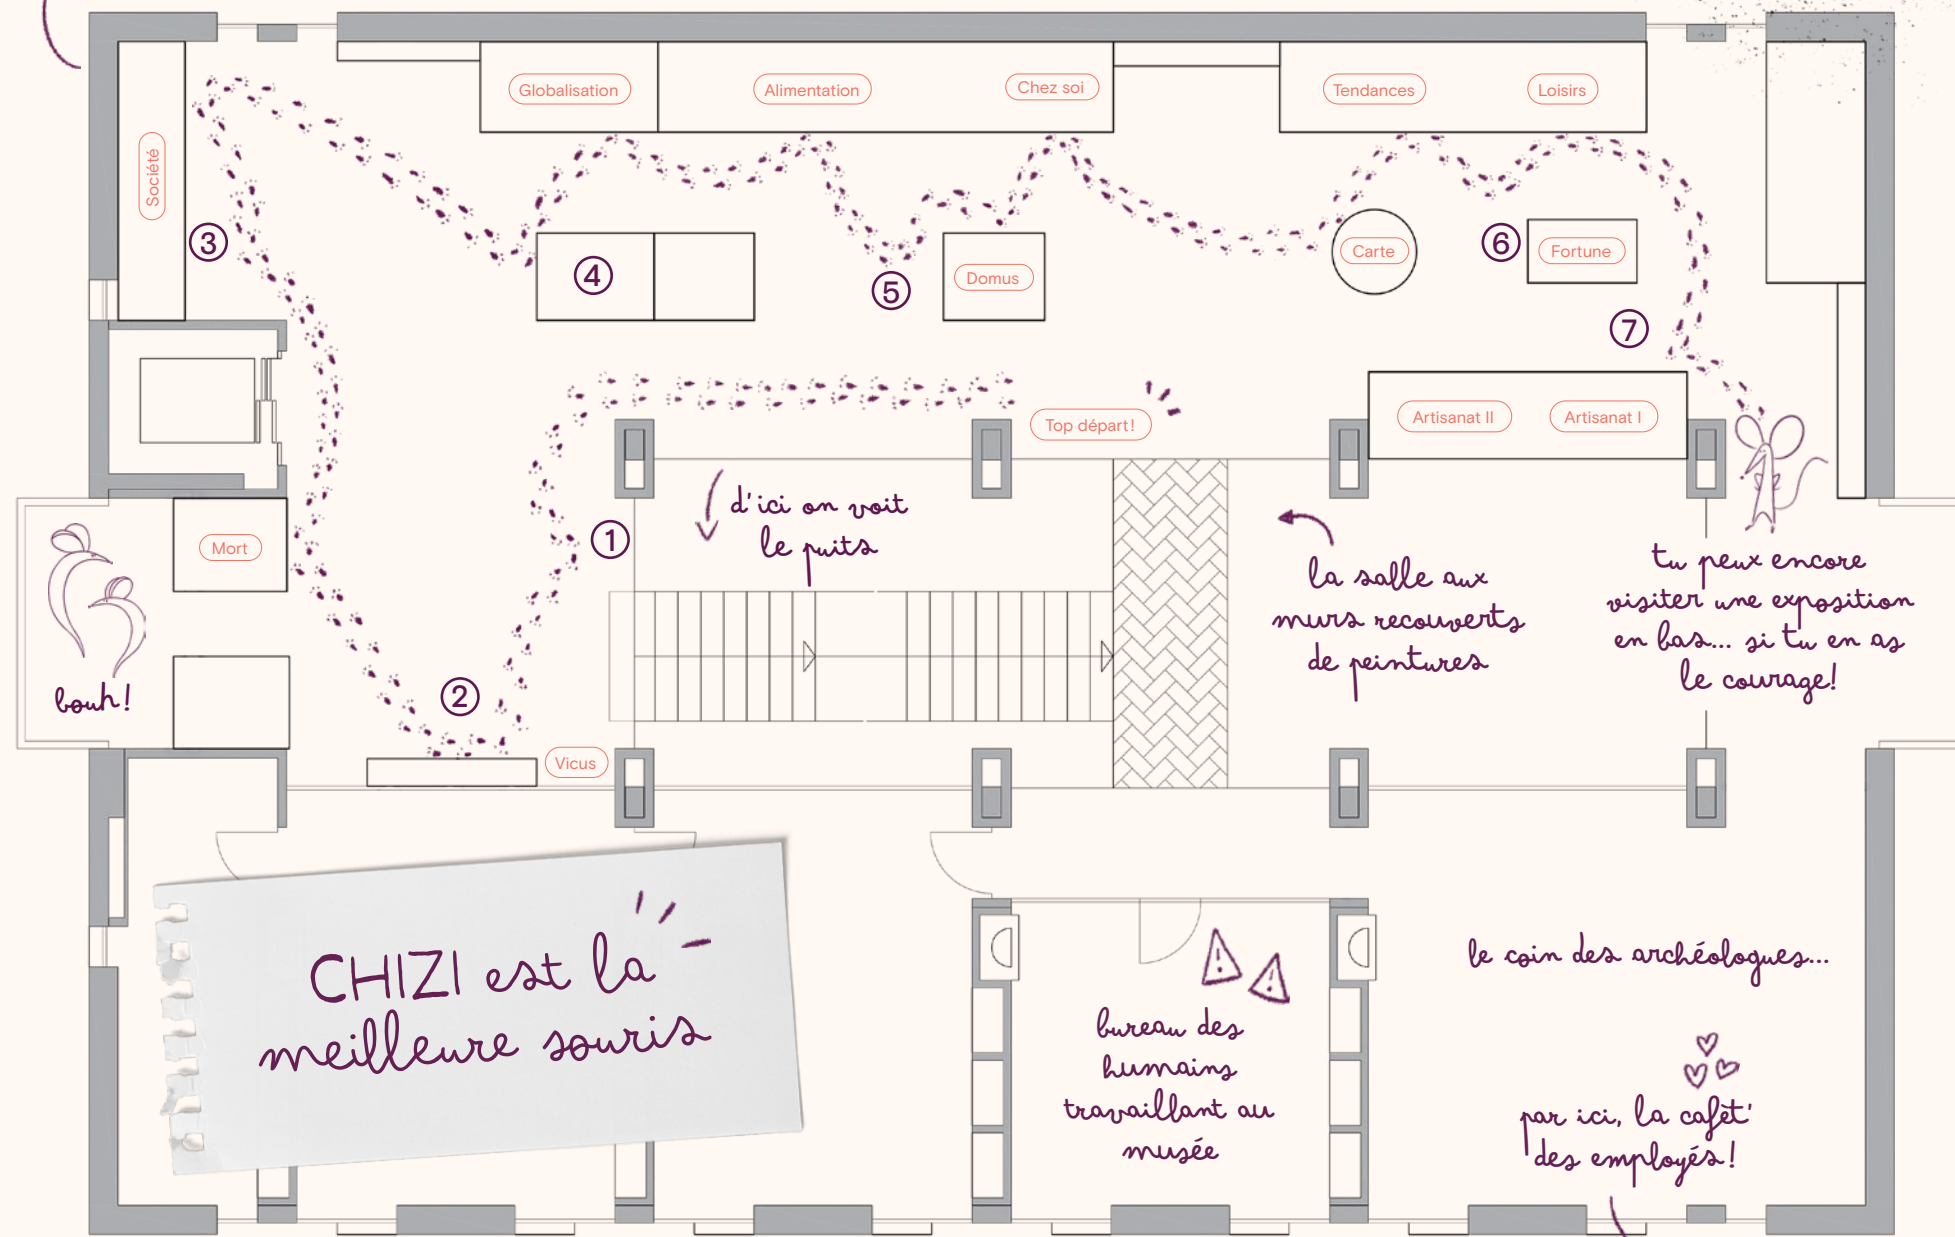 Globalisation
Alimentation
Chez soi
Tendances
Loisirs
Société
3
4
5
Domus
Carte
6
Fortune
7
Top départ!
Artisanat II
Artisanat I
d'ici on voit
le puits
1
Mort
la salle aux
murs recouverts
de peintures
tu peux encore
visiter une exposition
en bas... si tu en as
le courage!
bouh!
2
Vicus
CHIZI est la
meilleure souris
bureau des
humains
travaillant au
musée
le coin des archéologues...
par ici, la cafèt'
des employés!